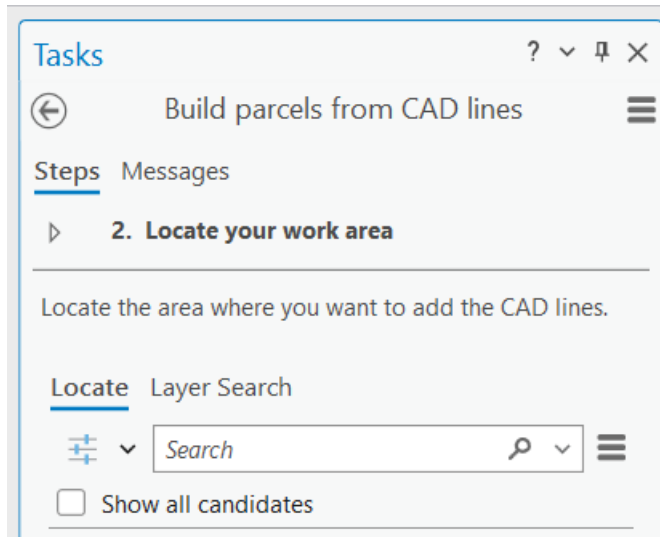 Tasks ?
Build parcels from CAD lines
Steps Messages
2. Locate your work area
Locate the area where you want to add the CAD lines.
Locate Layer Search
Search
Show all candidates